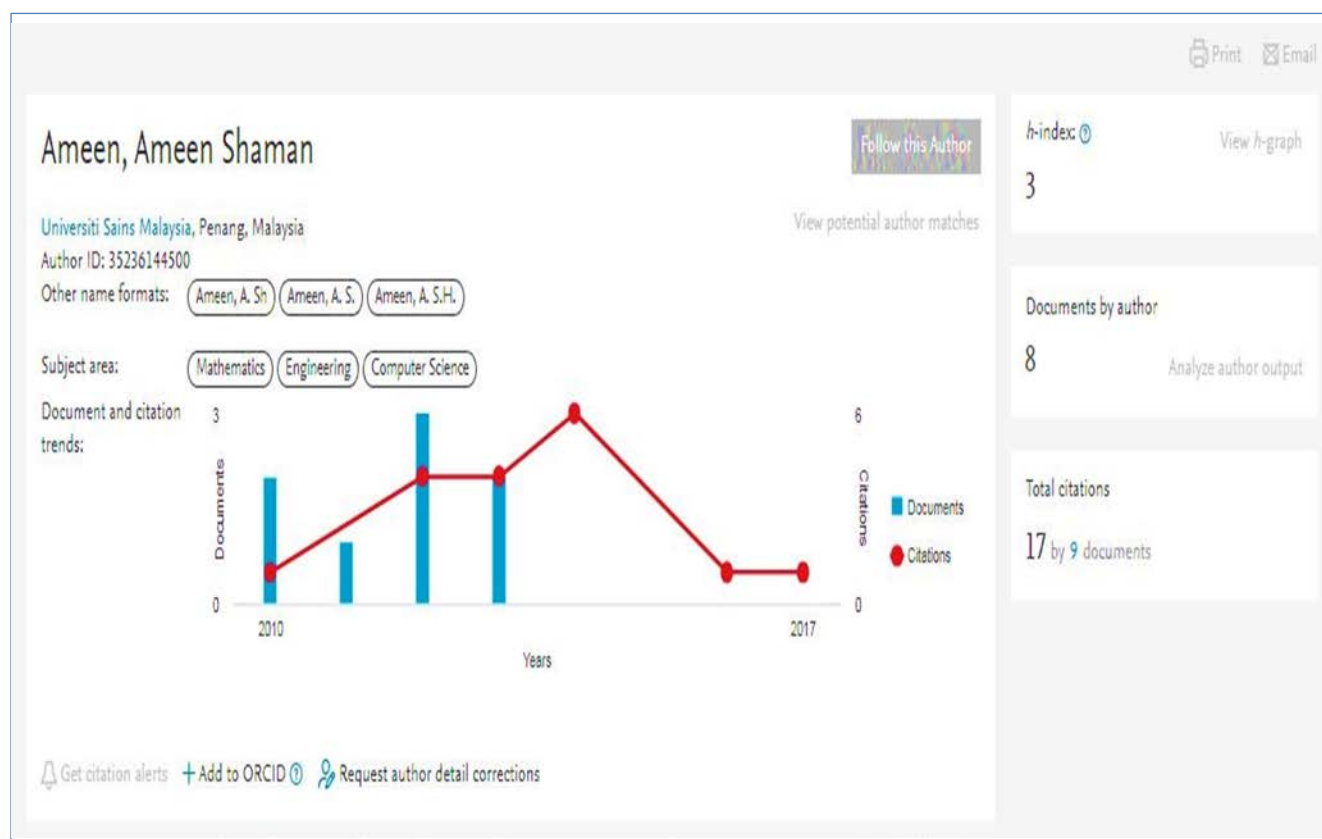 Print Email
Ameen, Ameen Shaman
Follow this Author
View potential author matches
Universiti Sains Malaysia, Penang, Malaysia
Author ID: 35236144500
Other name formats: Ameen, A. Sh Ameen, A. S. Ameen, A. S.H.
Subject area: Mathematics Engineering Computer Science
Document and citation
trends:
3
Documents
0
2010
2017
Years
6
Citations
0
Documents
Citations
Get citation alerts +Add to ORCID Request author detail corrections
h-index:
View h-graph
3
Documents by author
8
Analyze author output
Total citations
17 by 9 documents